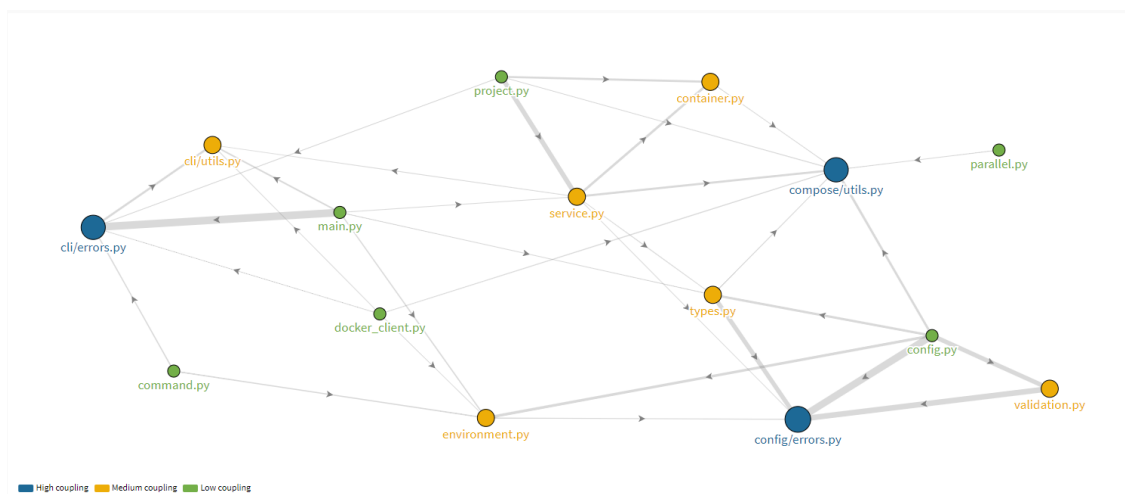 project.py
container.py
cli/utils.py
parallel.py
compose/utils.py
service.py
main.py
cli/errors.py
types.py
docker_client.py
config.py
command.py
validation.py
environment.py
config/errors.py
High coupling Medium coupling Low coupling